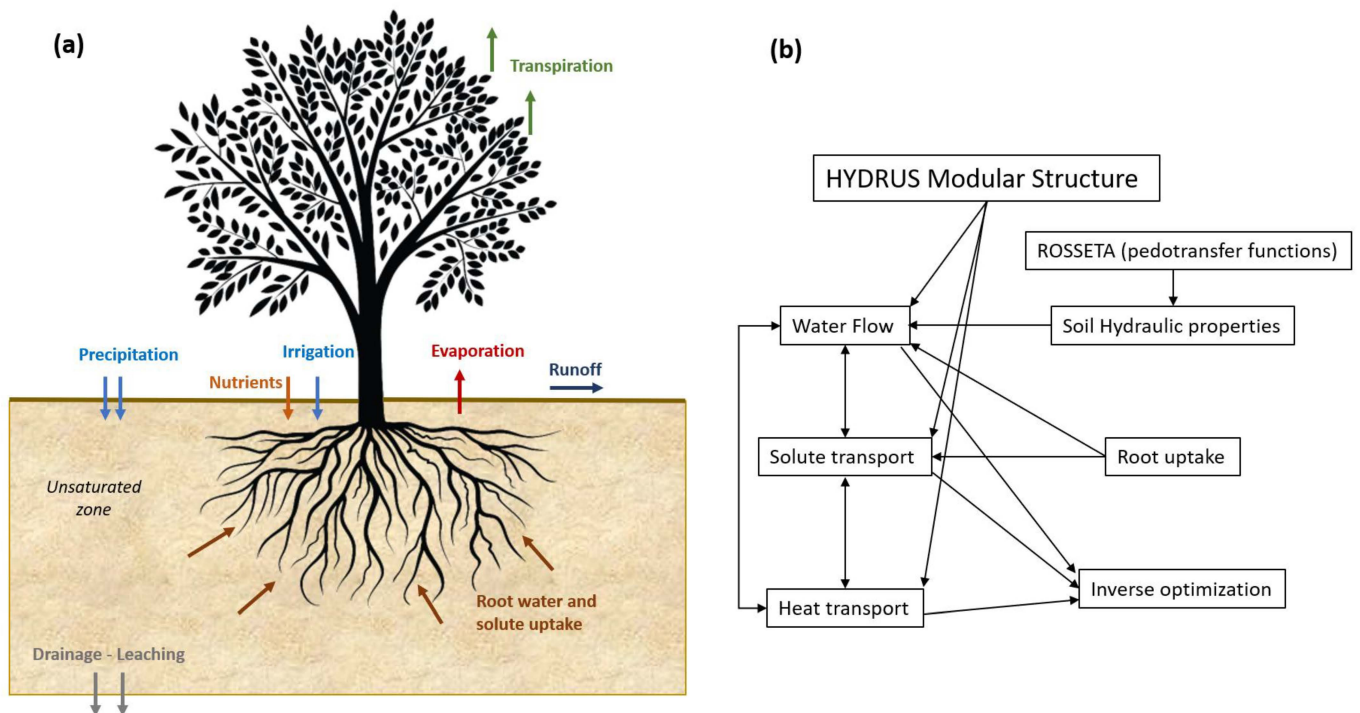 (a)
Transpiration
Precipitation
Irrigation
Nutrients
Evaporation
Runoff
Unsaturated
zone
Root water and
solute uptake
Drainage - Leaching
(b)
HYDRUS Modular Structure
ROSSETA (pedotransfer functions)
Water Flow
Soil Hydraulic properties
Solute transport
Root uptake
Heat transport
Inverse optimization